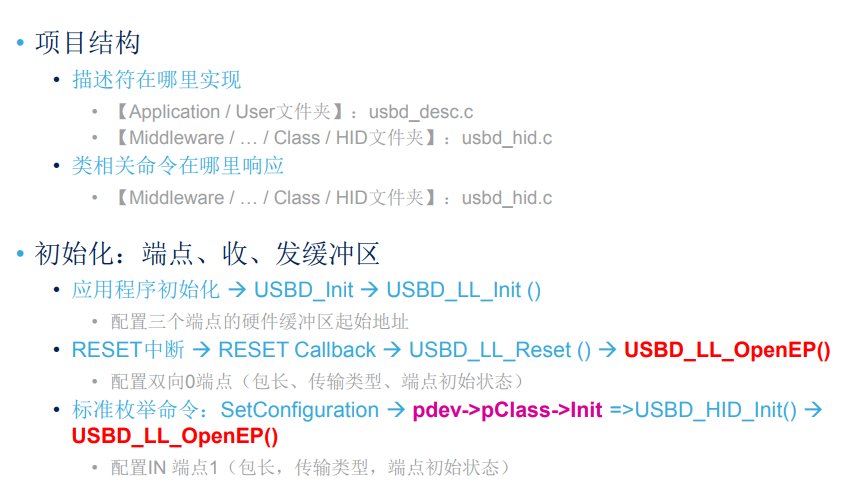 • 项目结构
• 描述符在哪里实现
• 【Application / User文件夹】：usbd_desc.c
• 【Middleware / … / Class / HID文件夹】：usbd_hid.c
• 类相关命令在哪里响应
• 【Middleware / … / Class / HID文件夹】：usbd_hid.c
• 初始化：端点、收、发缓冲区
• 应用程序初始化 → USBD_Init → USBD_LL_Init ()
• 配置三个端点的硬件缓冲区起始地址
• RESET中断 → RESET Callback → USBD_LL_Reset () → USBD_LL_OpenEP()
• 配置双向0端点（包长、传输类型、端点初始状态）
• 标准枚举命令：SetConfiguration → pdev->pClass->Init =>USBD_HID_Init() →
USBD_LL_OpenEP()
• 配置IN 端点1（包长，传输类型，端点初始状态）